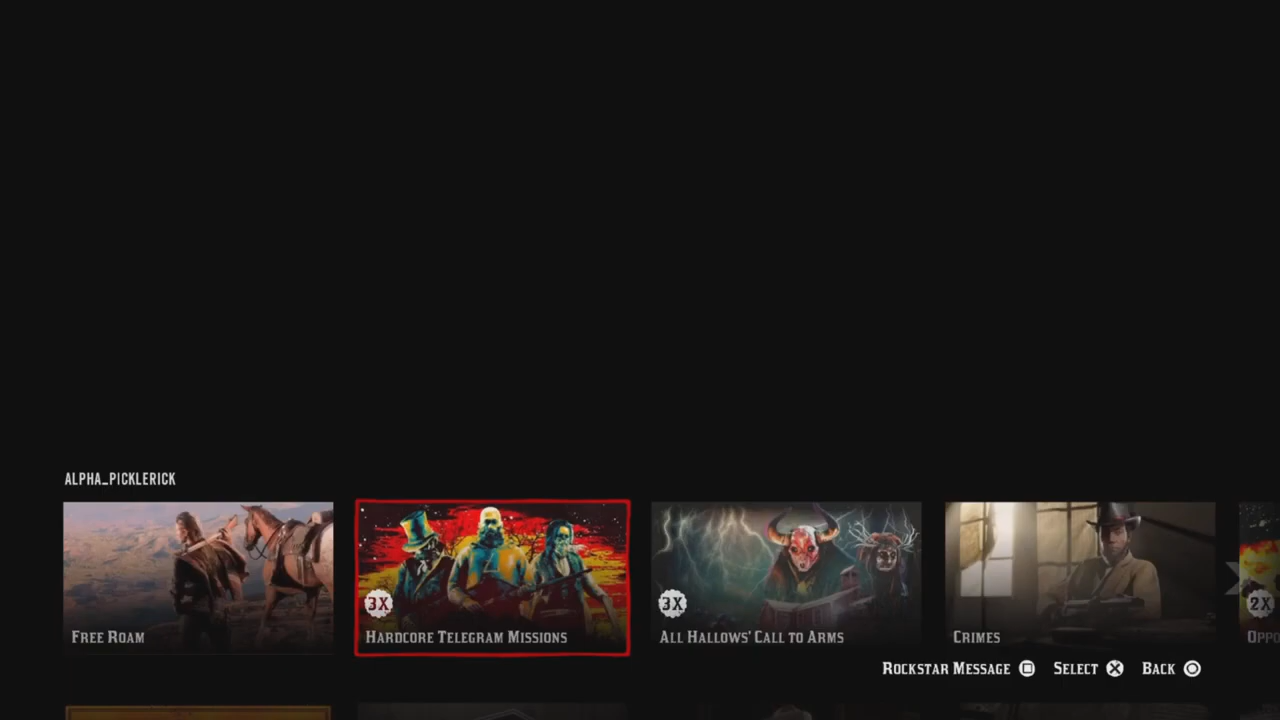 ALPHA_PICKLERICK
3X
3X
2X
FREE ROAM
HARDCORE TELEGRAM MISSIONS
ALL HALLOWS' CALL TO ARMS
CRIMES
OPPO
ROCKSTAR MESSAGE
SELECT
BACK